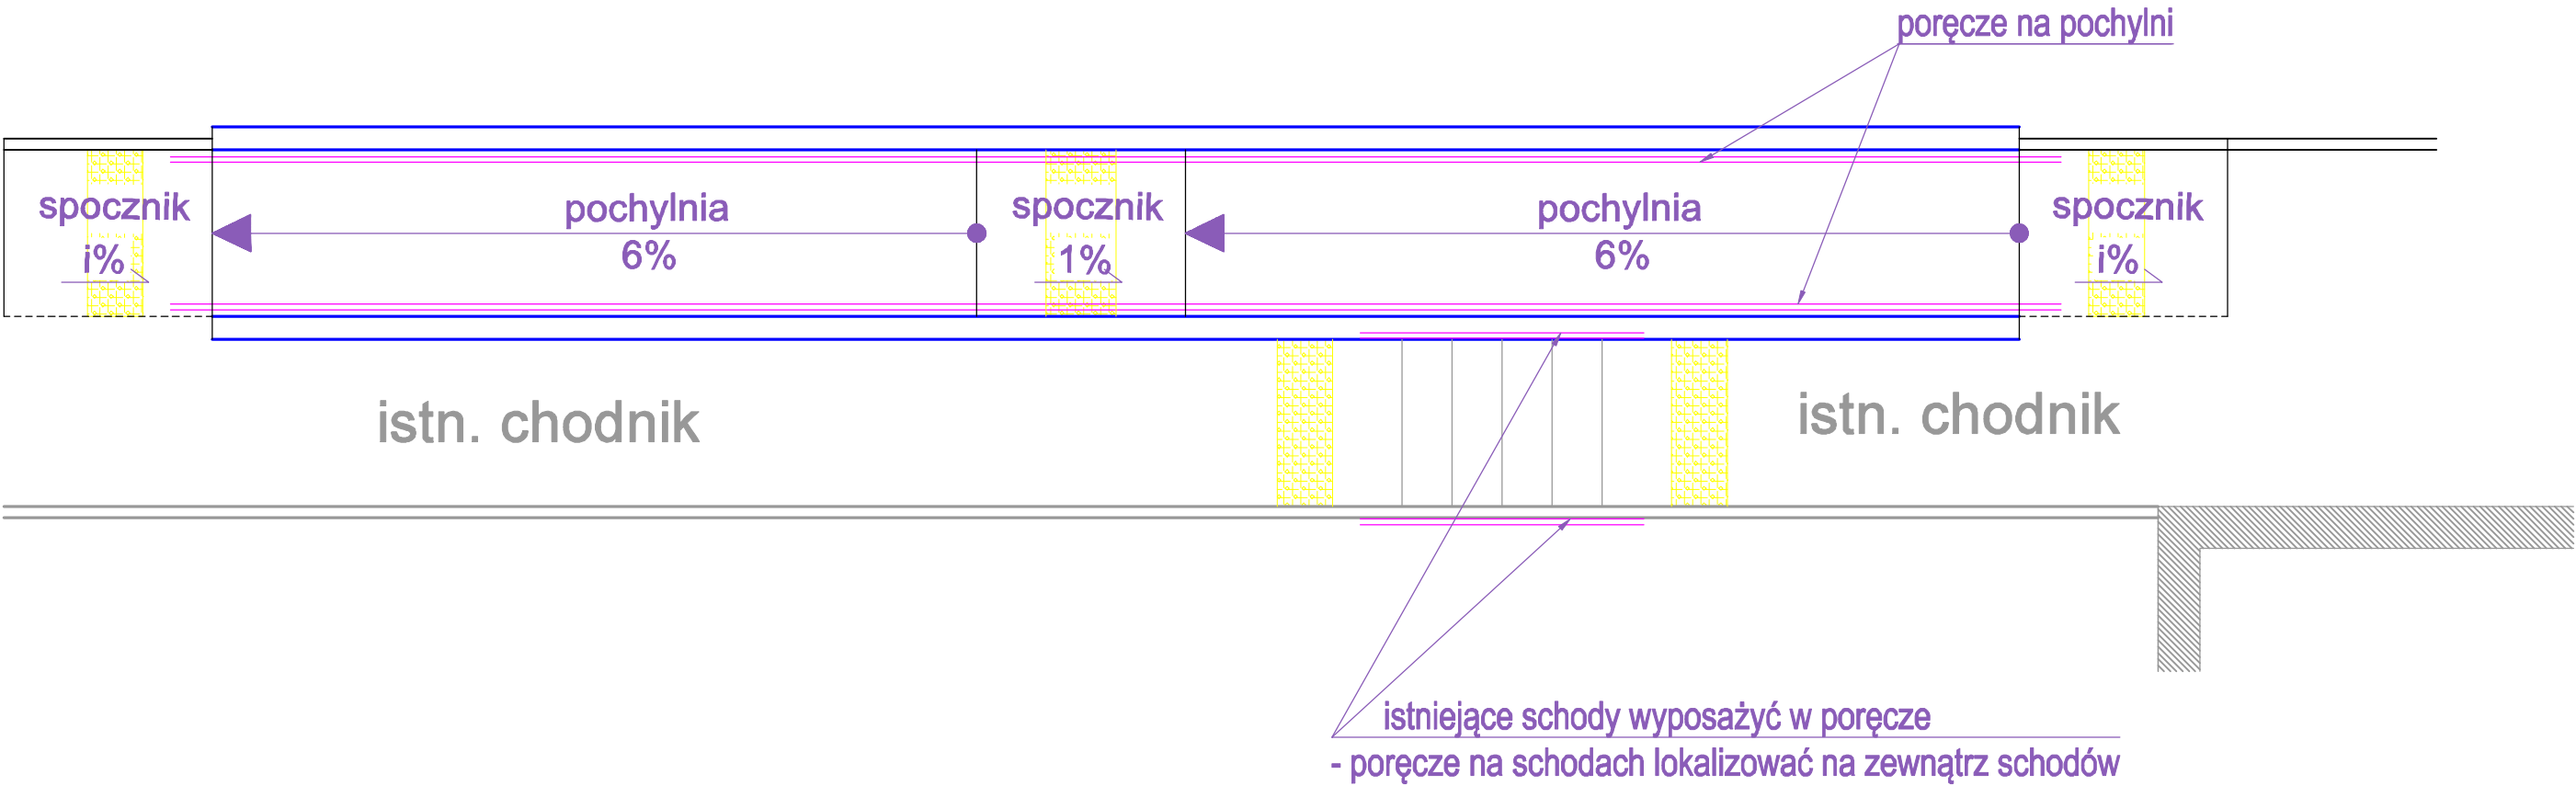 poręcze na pochylni
spocznik
i%
pochylnia
6%
spocznik
1%
pochylnia
6%
spocznik
i%
istn. chodnik
istn. chodnik
istniejące schody wyposażyć w poręcze
- poręcze na schodach lokalizować na zewnątrz schodów